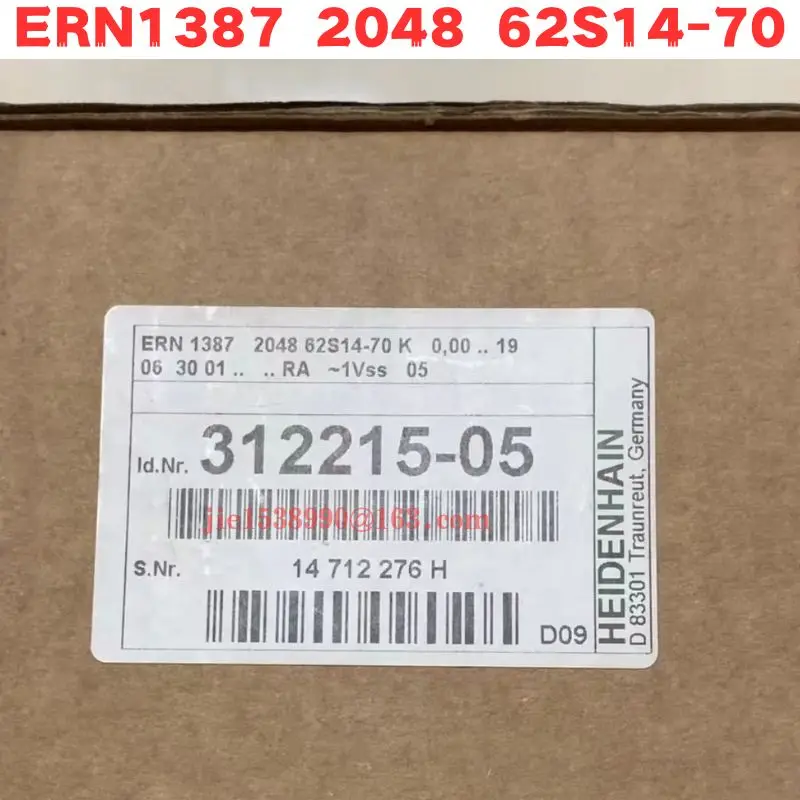 ERN1387 2048 62S14-70
ERN 1387 2048 62S14-70 K 0,00 .. 19
06 30 01 .. .. RA ~1Vss 05
Id.Nr. 312215-05
jie1538990@163.com
S.Nr. 14 712 276 H
D09
HEIDENHAIN
D 83301 Traunreut, Germany